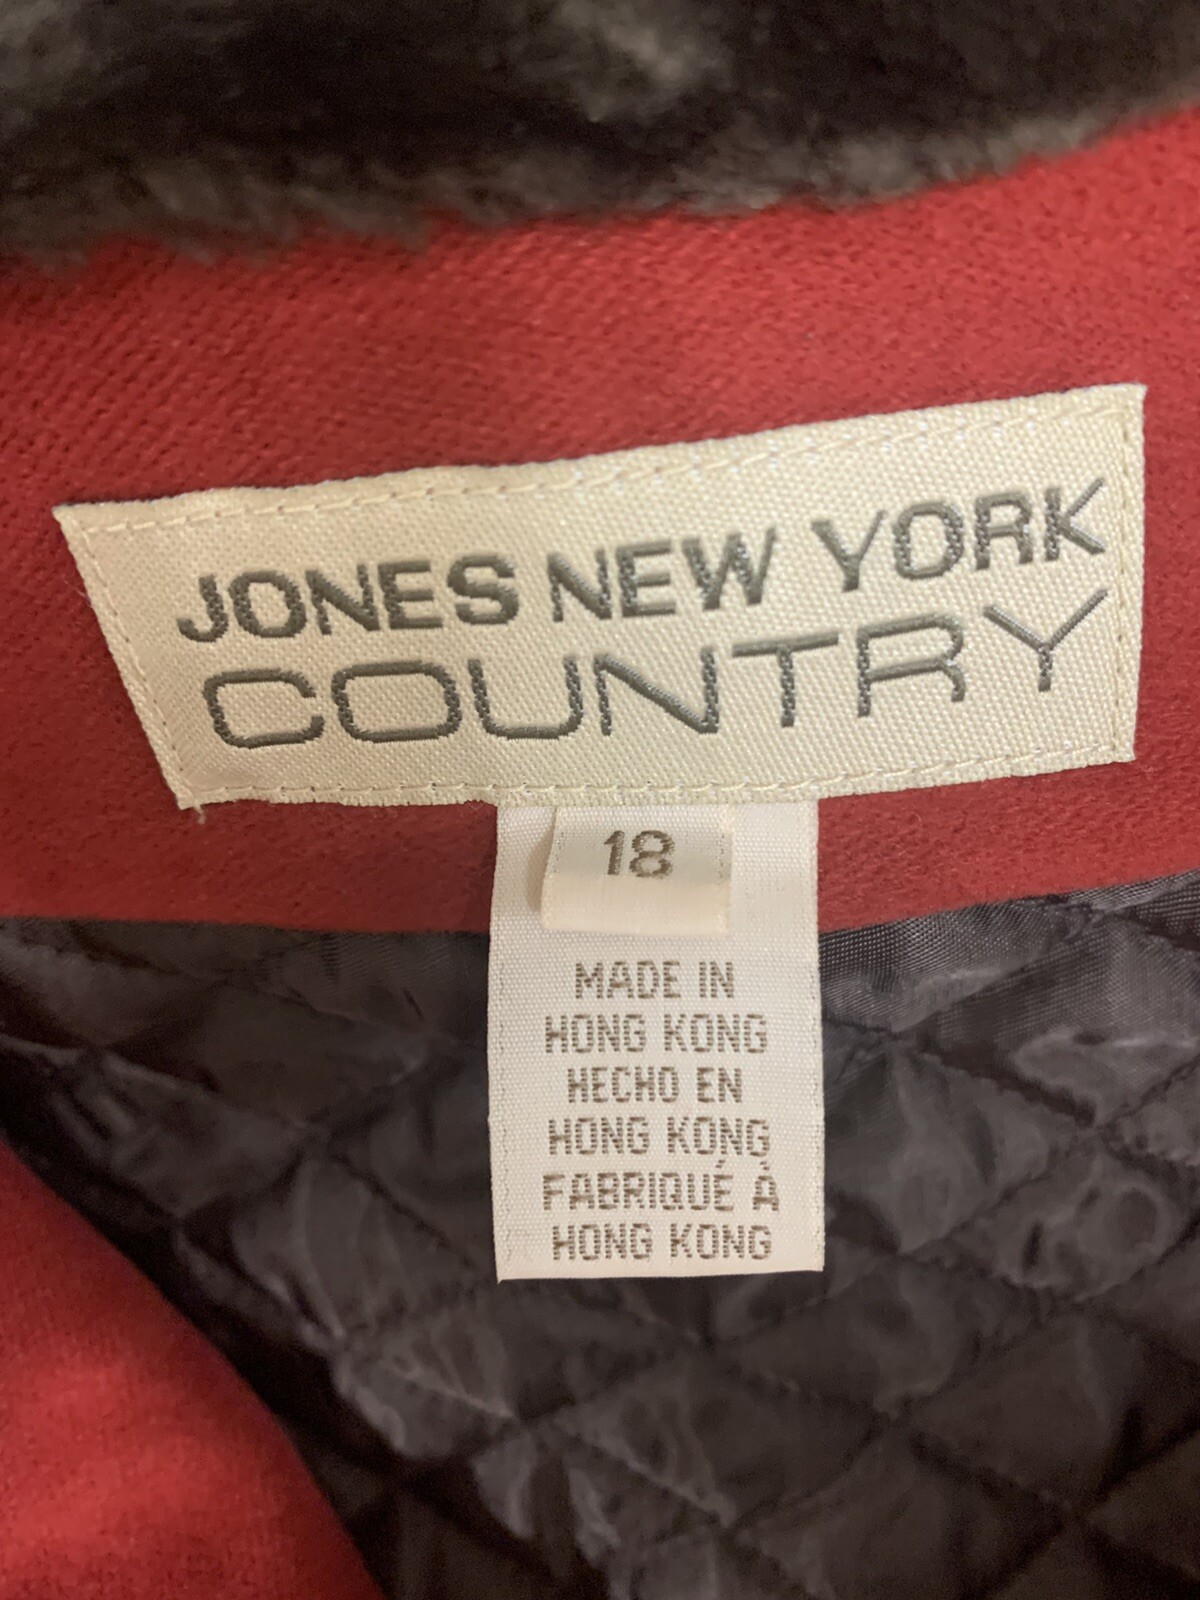 JONES NEW YORK
COUNTRY
18
MADE IN
HONG KONG
HECHO EN
HONG KONG
FABRIQUÉ À
HONG KONG